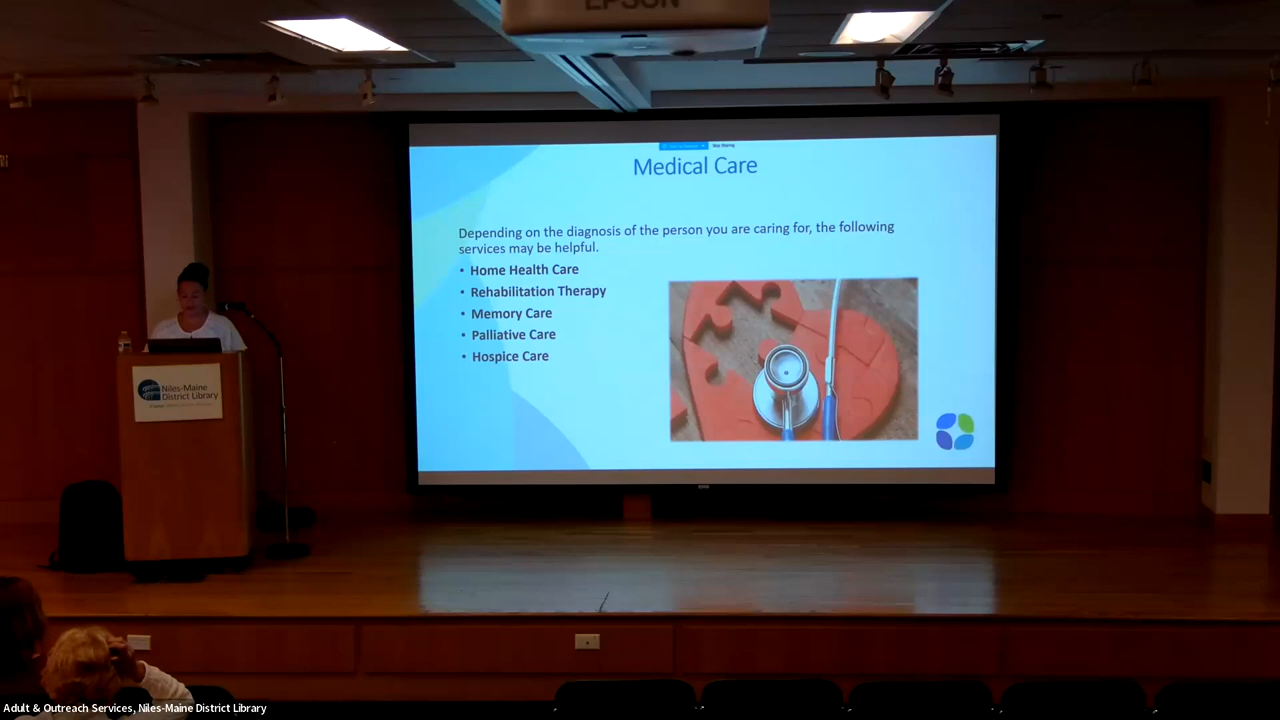 EPSON
Medical Care
Depending on the diagnosis of the person you are caring for, the following
services may be helpful.
• Home Health Care
• Rehabilitation Therapy
• Memory Care
• Palliative Care
• Hospice Care
Niles-Maine
District Library
Adult & Outreach Services, Niles-Maine District Library